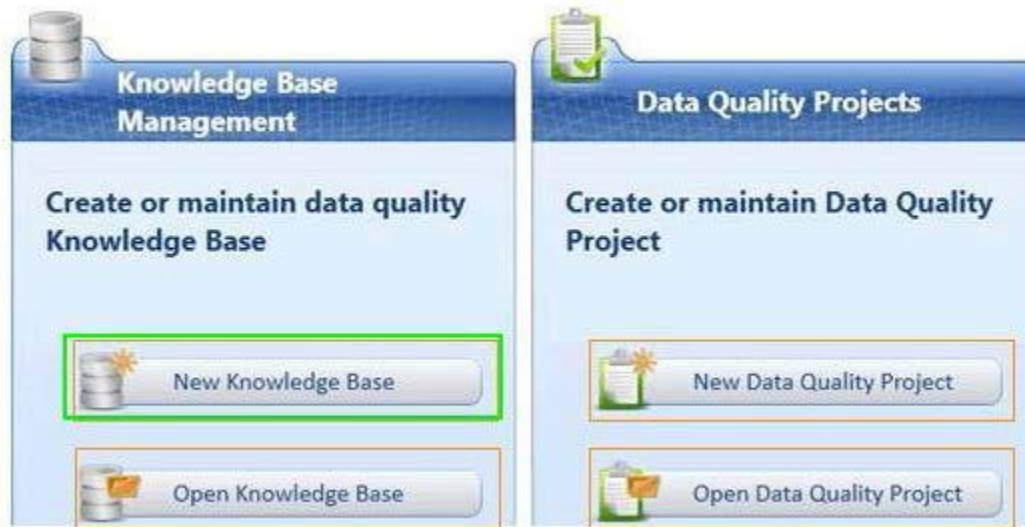 Knowledge Base
Management
Create or maintain data quality
Knowledge Base
New Knowledge Base
Open Knowledge Base
Data Quality Projects
Create or maintain Data Quality
Project
New Data Quality Project
Open Data Quality Project